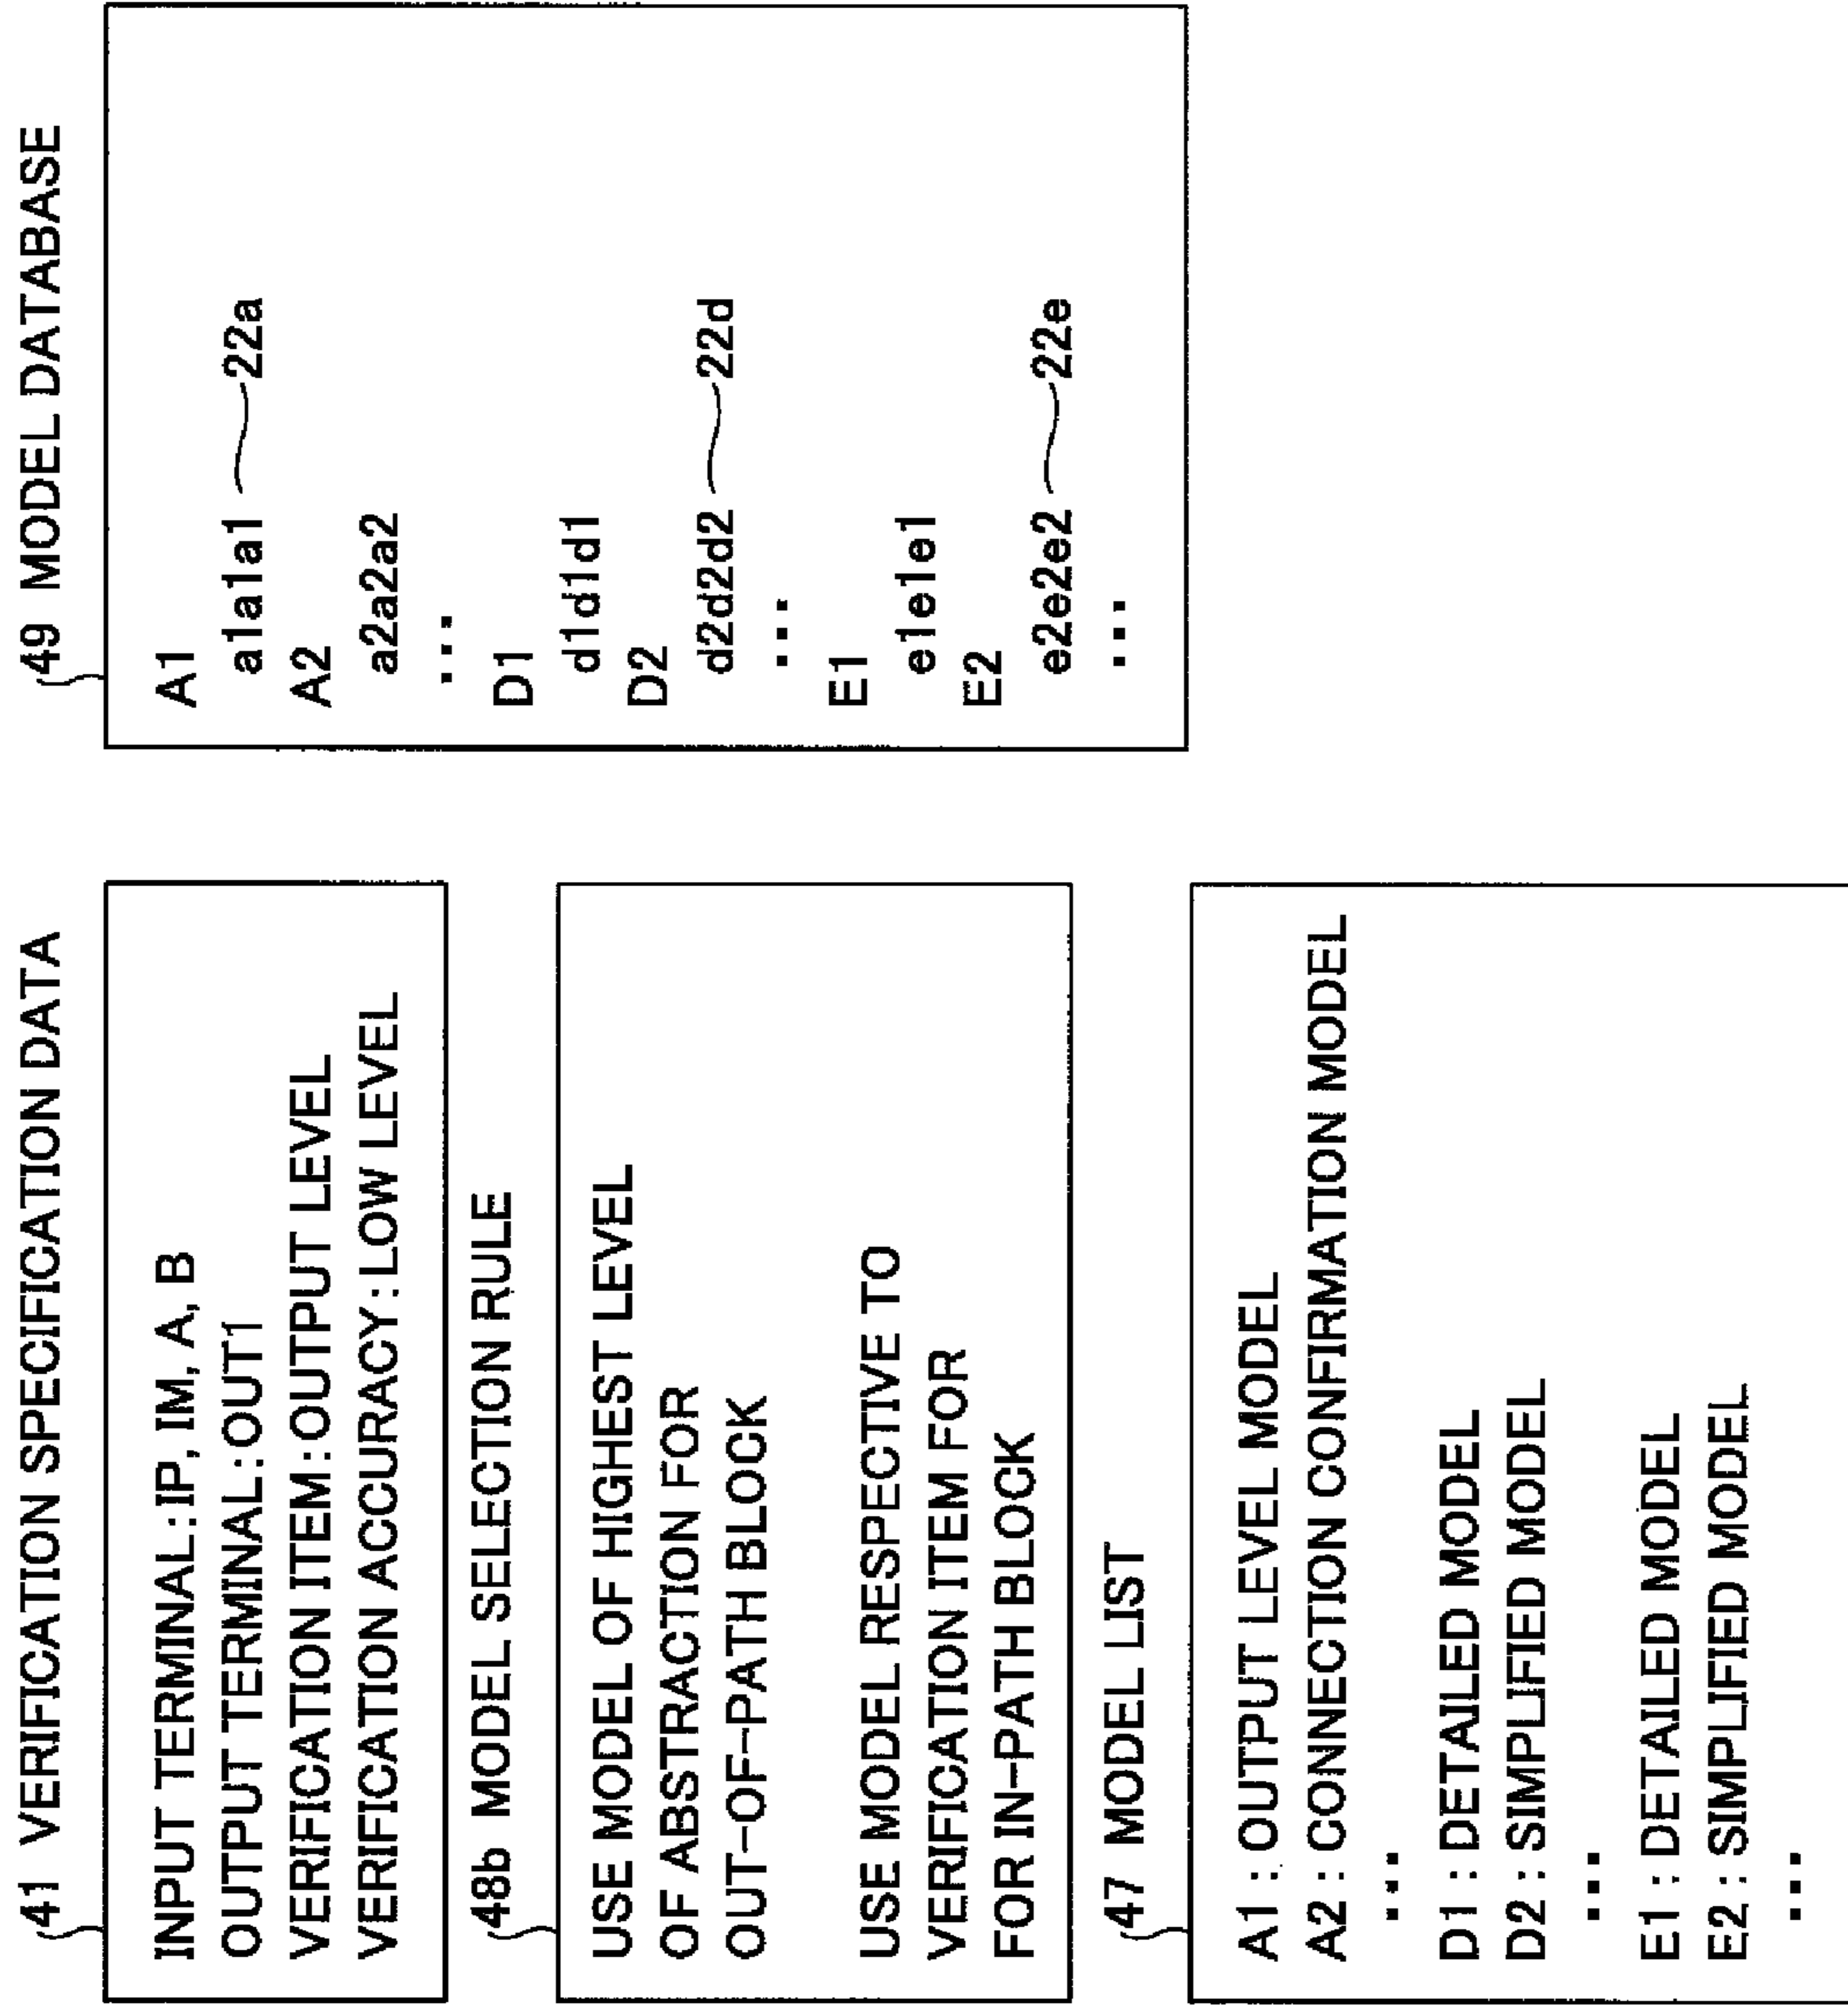 41 VERIFICATION SPECIFICATION DATA
INPUT TERMINAL:IP, IM, A, B
OUTPUT TERMINAL:OUT1
VERIFICATION ITEM:OUTPUT LEVEL
VERIFICATION ACCURACY:LOW LEVEL
48b MODEL SELECTION RULE
USE MODEL OF HIGHEST LEVEL
OF ABSTRACTION FOR
OUT-OF-PATH BLOCK
USE MODEL RESPECTIVE TO
VERIFICATION ITEM FOR
FOR IN-PATH BLOCK
47 MODEL LIST
A1 : OUTPUT LEVEL MODEL
A2 : CONNECTION CONFIRMATION MODEL
...
D1 : DETAILED MODEL
D2 : SIMPLIFIED MODEL
...
E1 : DETAILED MODEL
E2 : SIMPLIFIED MODEL
...
49 MODEL DATABASE
A1
a1a1a1 22a
A2
a2a2a2
...
D1
d1d1d1
D2
d2d2d2 22d
...
E1
e1e1e1
E2
e2e2e2 22e
...